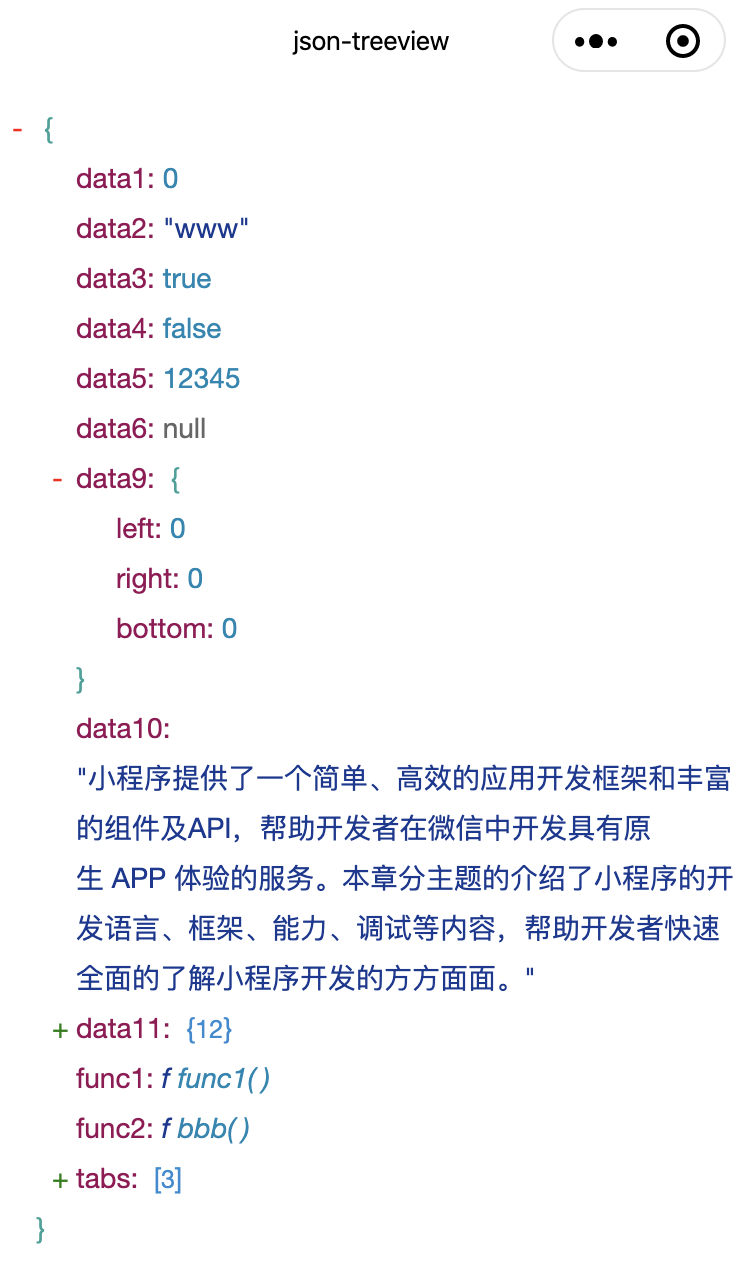 json-treeview
- {
data1: 0
data2: "www"
data3: true
data4: false
data5: 12345
data6: null
- data9: {
left: 0
right: 0
bottom: 0
}
data10:
"小程序提供了一个简单、高效的应用开发框架和丰富
的组件及API，帮助开发者在微信中开发具有原
生 APP 体验的服务。本章分主题的介绍了小程序的开
发语言、框架、能力、调试等内容，帮助开发者快速
全面的了解小程序开发的方方面面。"
+ data11: {12}
func1: f func1()
func2: f bbb()
+ tabs: [3]
}